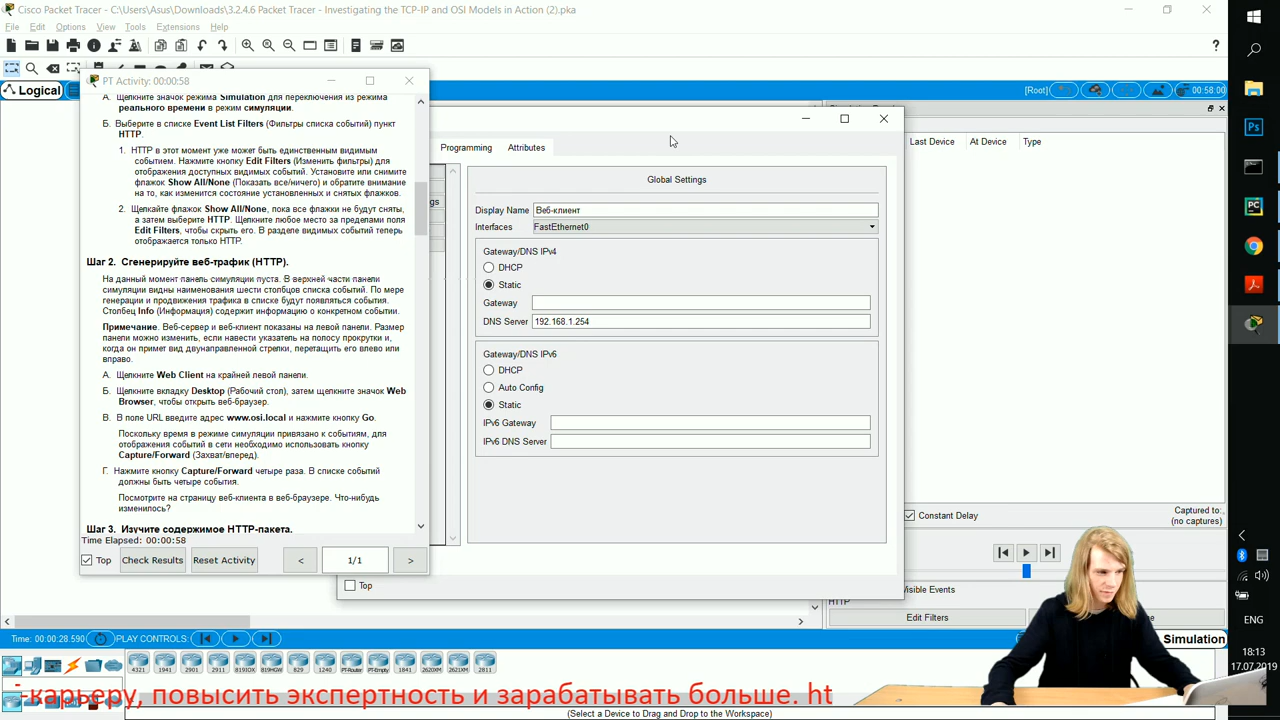 Cisco Packet Tracer - C:\Users\Asus\Downloads\3.2.4.6 Packet Tracer - Investigating the TCP-IP and OSI Models in Action (2).pka
File Edit Options View Tools Extensions Help
?
Logical
[Root]
00:58:00
PT Activity: 00:00:58
А. Щелкните значок режима Simulation для переключения из режима
реального времени в режим симуляции.
Б. Выберите в списке Event List Filters (Фильтры списка событий) пункт
HTTP.
1. HTTP в этот момент уже может быть единственным видимым
событием. Нажмите кнопку Edit Filters (Изменить фильтры) для
отображения доступных видимых событий. Установите или снимите
флажок Show All/None (Показать все/ничего) и обратите внимание
на то, как изменится состояние установленных и снятых флажков.
2. Щелкайте флажок Show All/None, пока все флажки не будут сняты,
а затем выберите HTTP. Щелкните любое место за пределами поля
Edit Filters, чтобы скрыть его. В разделе видимых событий теперь
отображается только HTTP.
Шаг 2. Сгенерируйте веб-трафик (HTTP).
На данный момент панель симуляции пуста. В верхней части панели
симуляции видны наименования шести столбцов списка событий. По мере
генерации и продвижения трафика в списке будут появляться события.
Столбец Info (Информация) содержит информацию о конкретном событии.
Примечание. Веб-сервер и веб-клиент показаны на левой панели. Размер
панели можно изменить, если навести указатель на полосу прокрутки и,
когда он примет вид двунаправленной стрелки, перетащить его влево или
вправо.
А. Щелкните Web Client на крайней левой панели.
Б. Щелкните вкладку Desktop (Рабочий стол), затем щелкните значок Web
Browser, чтобы открыть веб-браузер.
В. В поле URL введите адрес www.osi.local и нажмите кнопку Go.
Поскольку время в режиме симуляции привязано к событиям, для
отображения событий в сети необходимо использовать кнопку
Capture/Forward (Захват/вперед).
Г. Нажмите кнопку Capture/Forward четыре раза. В списке событий
должны быть четыре события.
Посмотрите на страницу веб-клиента в веб-браузере. Что-нибудь
изменилось?
Шаг 3. Изучите содержимое HTTP-пакета.
Time Elapsed: 00:00:58
Top
Check Results
Reset Activity
<
1/1
>
Programming
Attributes
gs
Global Settings
Display Name Веб-клиент
Interfaces FastEthernet0
Gateway/DNS IPv4
DHCP
Static
Gateway
DNS Server 192.168.1.254
Gateway/DNS IPv6
DHCP
Auto Config
Static
IPv6 Gateway
IPv6 DNS Server
Top
Last Device At Device Type
Constant Delay
Captured to:
(no captures)
HTTP
Edit Filters
Time: 00:00:28.590
PLAY CONTROLS:
Simulation
4321 1941 2901 2911 819IOX 819HGW 829 1240 PT-Router PT-Empty 1841 2620XM 2621XM 2811
-карьеру, повысить экспертность и зарабатывать больше. ht
(Select a Device to Drag and Drop to the Workspace)
Ps
PC
ENG
18:13
17.07.2019